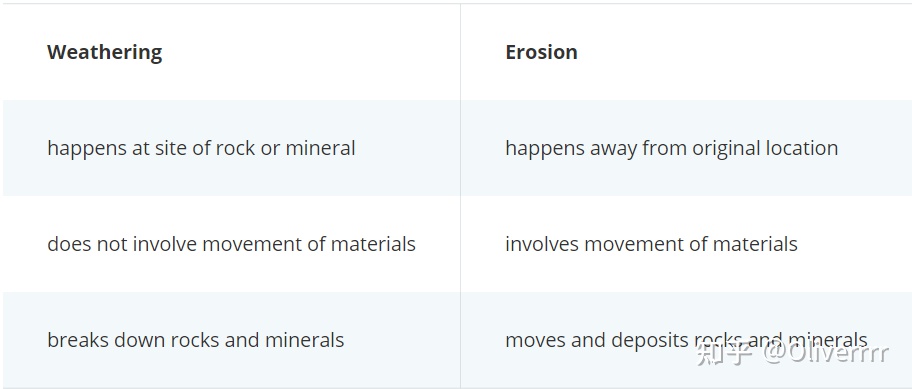 Weathering
Erosion
happens at site of rock or mineral
happens away from original location
does not involve movement of materials
involves movement of materials
breaks down rocks and minerals
moves and deposits rocks and minerals
知乎 @Oliverrrr